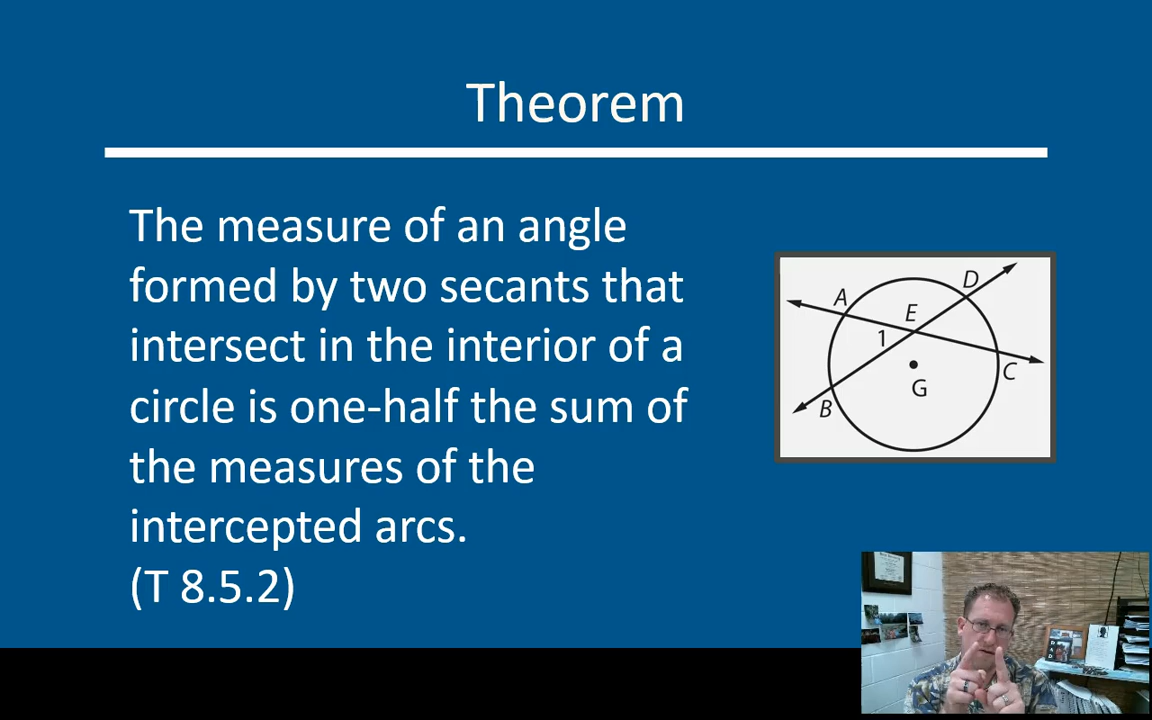 Theorem
The measure of an angle
formed by two secants that
intersect in the interior of a
circle is one-half the sum of
the measures of the
intercepted arcs.
(T 8.5.2)
D
A
E
1
C
G
B